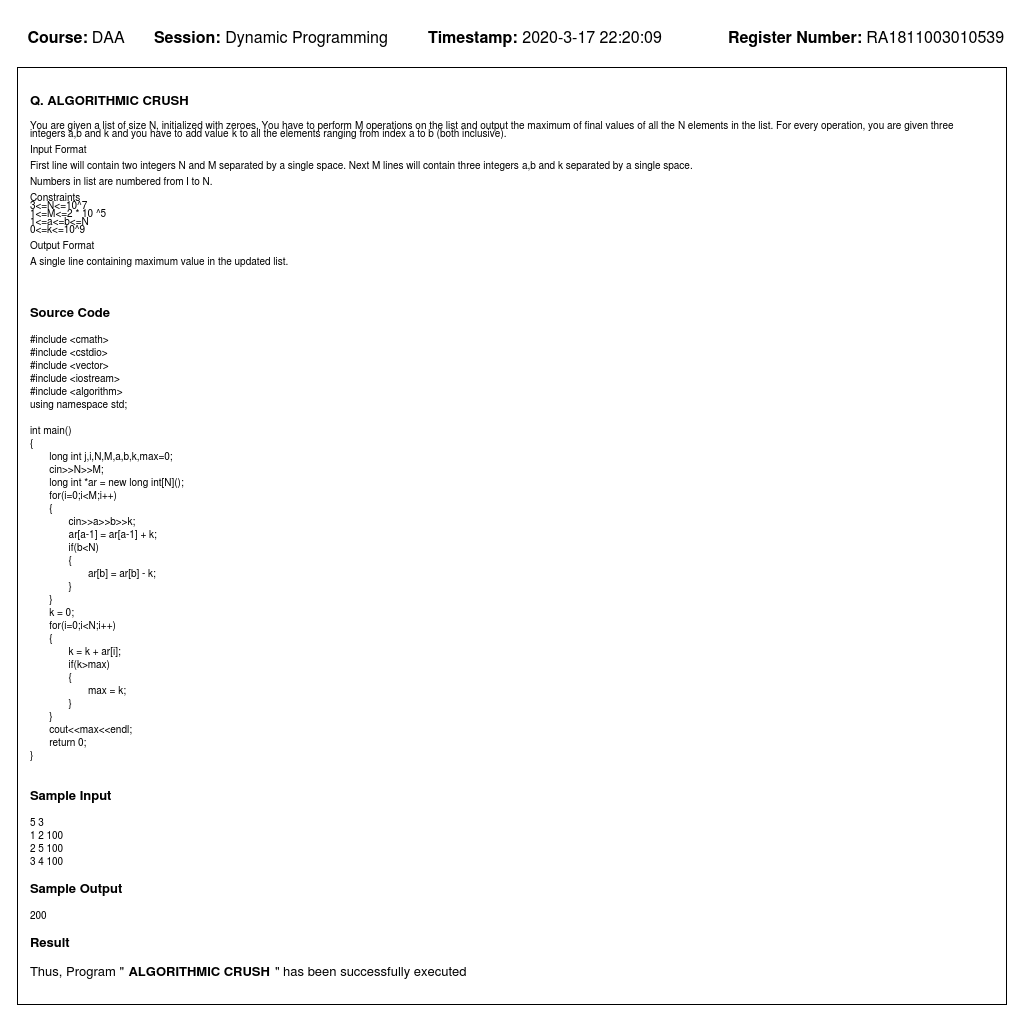 Course: DAA Session: Dynamic Programming Timestamp: 2020-3-17 22:20:09 Register Number: RA1811003010539
Q. ALGORITHMIC CRUSH
You are given a list of size N, initialized with zeroes. You have to perform M operations on the list and output the maximum of final values of all the N elements in the list. For every operation, you are given three
integers a,b and k and you have to add value k to all the elements ranging from index a to b (both inclusive).
Input Format
First line will contain two integers N and M separated by a single space. Next M lines will contain three integers a,b and k separated by a single space.
Numbers in list are numbered from l to N.
Constraints
3<=N<=10^7
1<=M<=2 * 10 ^5
1<=a<=b<=N
0<=k<=10^9
Output Format
A single line containing maximum value in the updated list.
Source Code
#include <cmath>
#include <cstdio>
#include <vector>
#include <iostream>
#include <algorithm>
using namespace std;
int main()
{
long int j,i,N,M,a,b,k,max=0;
cin>>N>>M;
long int *ar = new long int[N]();
for(i=0;i<M;i++)
{
cin>>a>>b>>k;
ar[a-1] = ar[a-1] + k;
if(b<N)
{
ar[b] = ar[b] - k;
}
}
k = 0;
for(i=0;i<N;i++)
{
k = k + ar[i];
if(k>max)
{
max = k;
}
}
cout<<max<<endl;
return 0;
}
Sample Input
5 3
1 2 100
2 5 100
3 4 100
Sample Output
200
Result
Thus, Program " ALGORITHMIC CRUSH " has been successfully executed